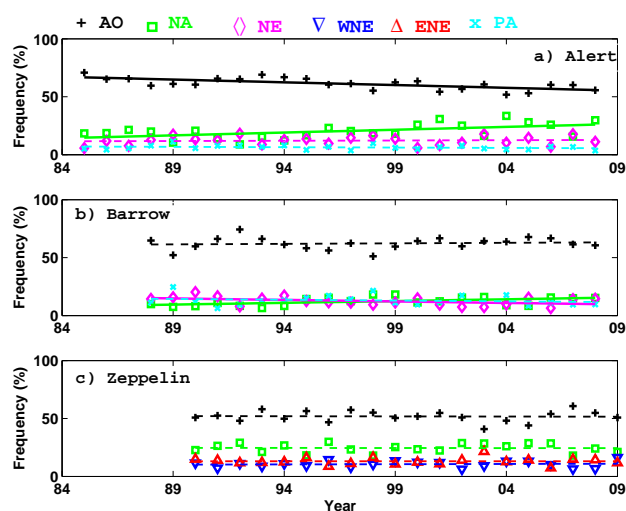 + AO NA NE WNE ENE × PA
100
a) Alert
50
0
84 89 94 99 04 09
Frequency (%)
100
b) Barrow
50
0
84 89 94 99 04 09
Frequency (%)
100
c) Zeppelin
50
0
84 89 94 99 04 09
Frequency (%)
Year